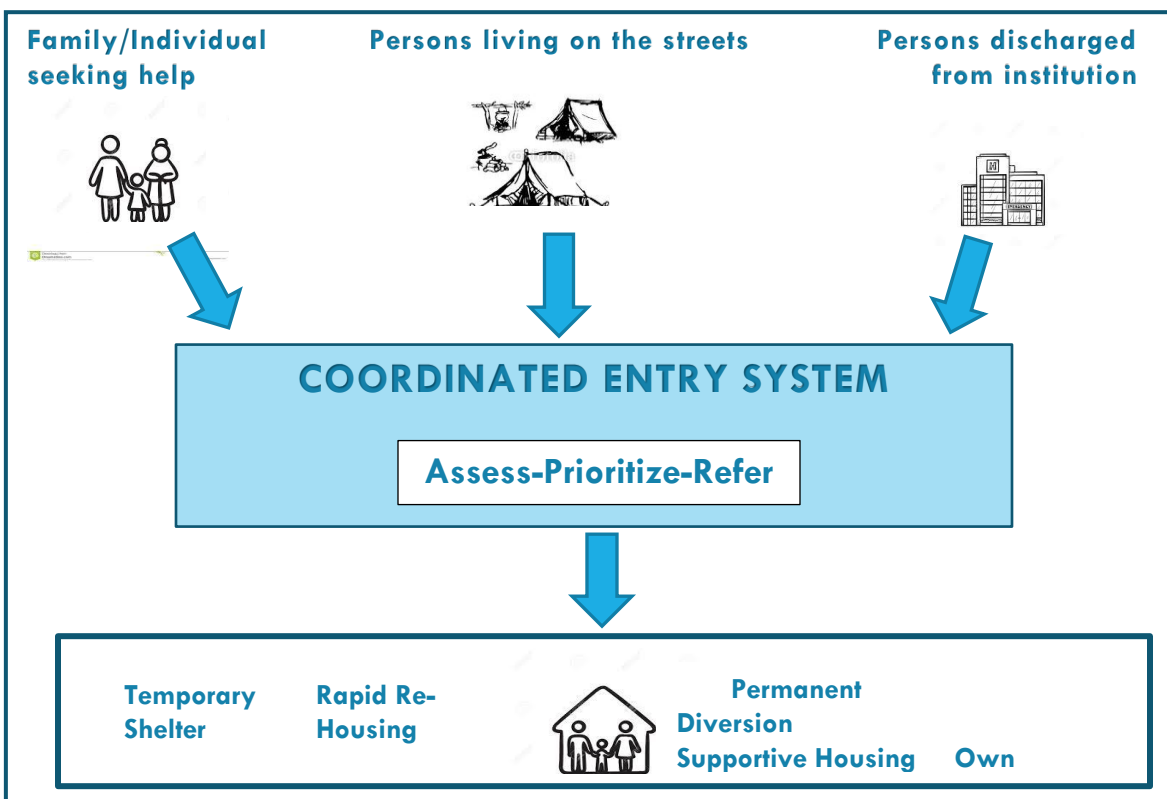 Family/Individual
seeking help
Persons living on the streets
Persons discharged
from institution
H
EMERGENCY
COORDINATED ENTRY SYSTEM
Assess-Prioritize-Refer
Temporary
Shelter
Rapid Re-
Housing
Permanent
Diversion
Supportive Housing Own